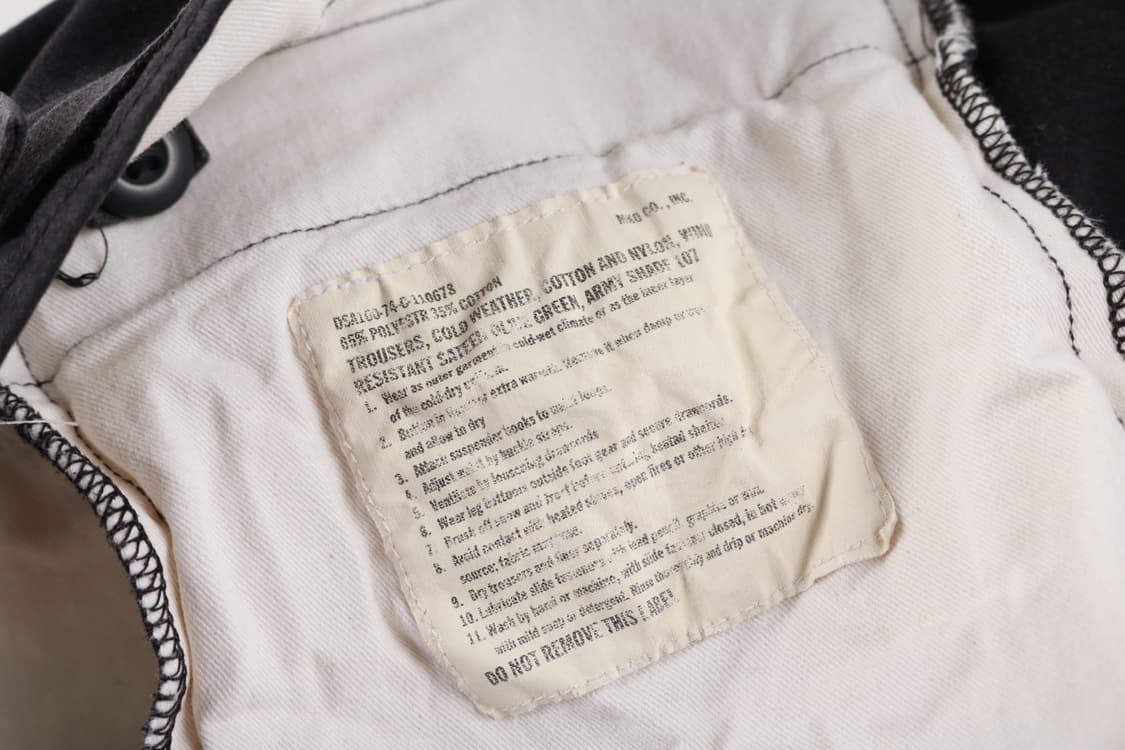 CO., INC.
DSA100-74-C-110678
65% POLYESTR 35% COTTON
TROUSERS, COLD WEATHER, COTTON AND NYLON, WIND
RESISTANT SATEEN OLIVE GREEN, ARMY SHADE 107
1. Wear as outer garment in cold-wet climate or as the inner layer
of the cold-dry uniform.
2. Button in liner for extra warmth. Remove it when damp or wet
and allow to dry
3. Attach suspender hooks to waist loops.
4. Adjust waist by buckle straps.
5. Ventilate by loosening drawcords
6. Wear leg bottoms outside foot gear and secure drawcords.
7. Brush off snow and frost before entering heated shelter
8. Avoid contact with heated stoves, open fires or other high
source; fabric may fuse.
9. Dry trousers and liner separately.
10. Lubricate slide fasteners with lead pencil, graphite or wax.
11. Wash by hand or machine, with slide fastener closed, in hot water
with mild soap or detergent. Rinse thoroughly and drip or machine dry.
DO NOT REMOVE THIS LABEL